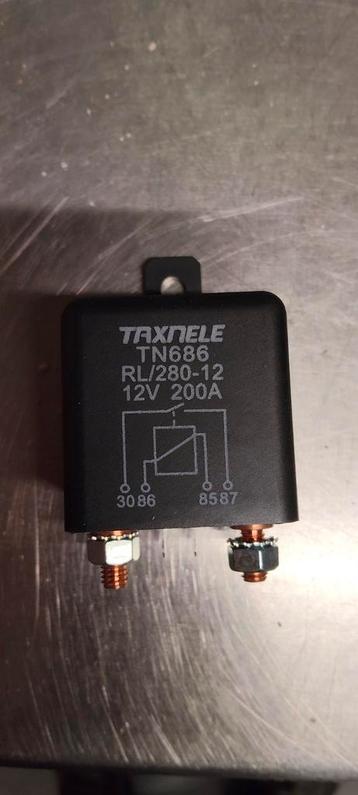 TAXNELE
TN686
RL/280-12
12V 200A
30 86 85 87